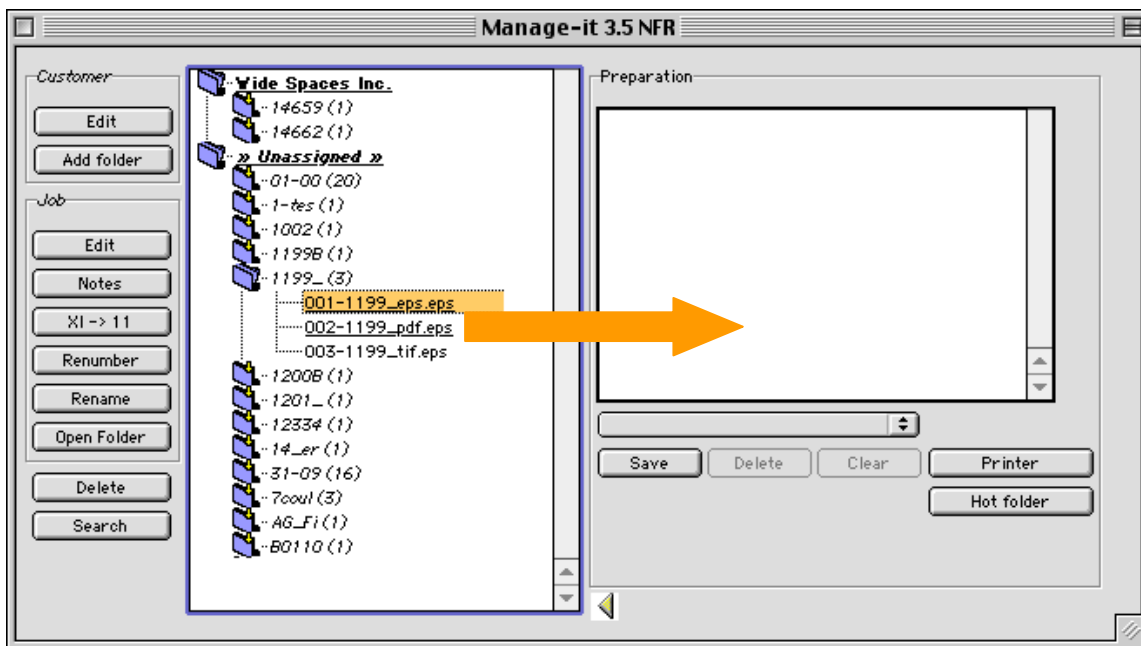 Manage-it 3.5 NFR
Customer
Edit
Add folder
Job
Edit
Notes
XI -> 11
Renumber
Rename
Open Folder
Delete
Search
Wide Spaces Inc.
14659 (1)
14662 (1)
» Unassigned »
01-00 (20)
1-tes (1)
1002 (1)
1199B (1)
1199_ (3)
001-1199_eps.eps
002-1199_pdf.eps
003-1199_tif.eps
1200B (1)
1201_ (1)
12334 (1)
14_er (1)
31-09 (16)
7coul (3)
AG_Fi (1)
B0110 (1)
Preparation
Save
Delete
Clear
Printer
Hot folder